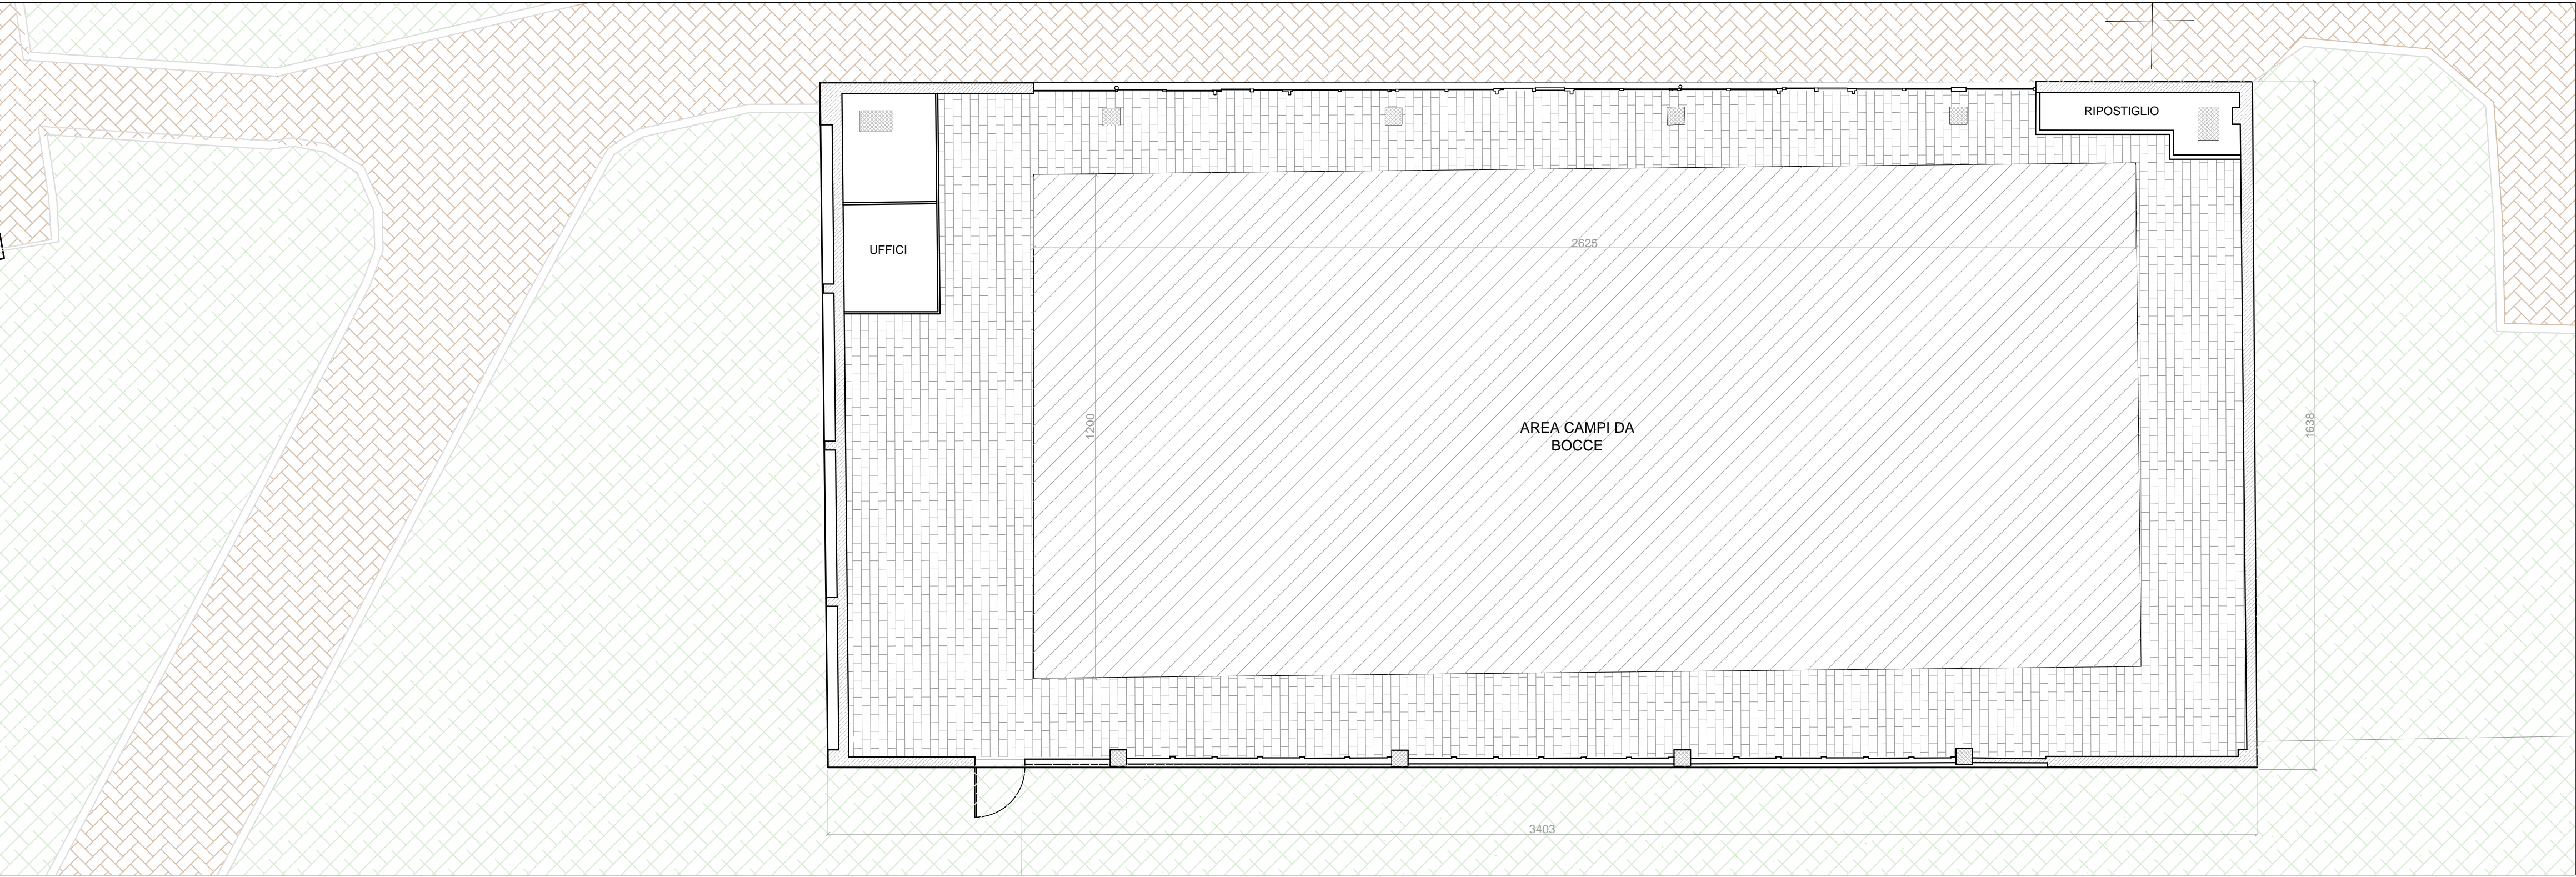 RIPOSTIGLIO
UFFICI
2625
1200
AREA CAMPI DA
BOCCE
1638
3403